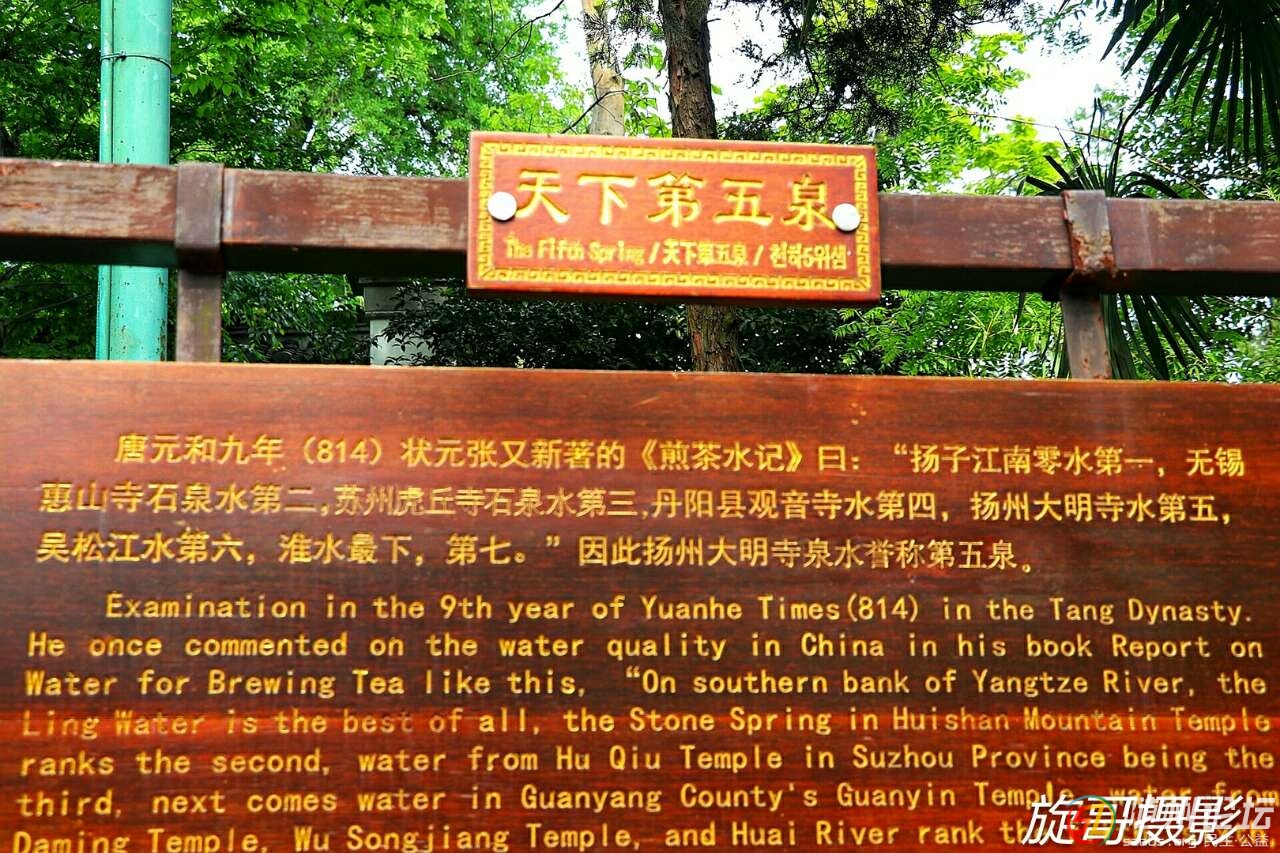 天下第五泉
The Fifth Spring / 天下第五泉 / 천하5위샘
唐元和九年（814）状元张又新著的《煎茶水记》曰：“扬子江南零水第一，无锡
惠山寺石泉水第二,苏州虎丘寺石泉水第三,丹阳县观音寺水第四，扬州大明寺水第五，
吴松江水第六，淮水最下，第七。”因此扬州大明寺泉水誉称第五泉。
Examination in the 9th year of Yuanhe Times(814) in the Tang Dynasty.
He once commented on the water quality in China in his book Report on
Water for Brewing Tea like this, “On southern bank of Yangtze River, the
Ling Water is the best of all, the Stone Spring in Huishan Mountain Temple
ranks the second, water from Hu Qiu Temple in Suzhou Province being the
third, next comes water in Guanyang County's Guanyin Temple, water from
Daming Temple, Wu Songjiang Temple, and Huai River rank
旋哥摄影